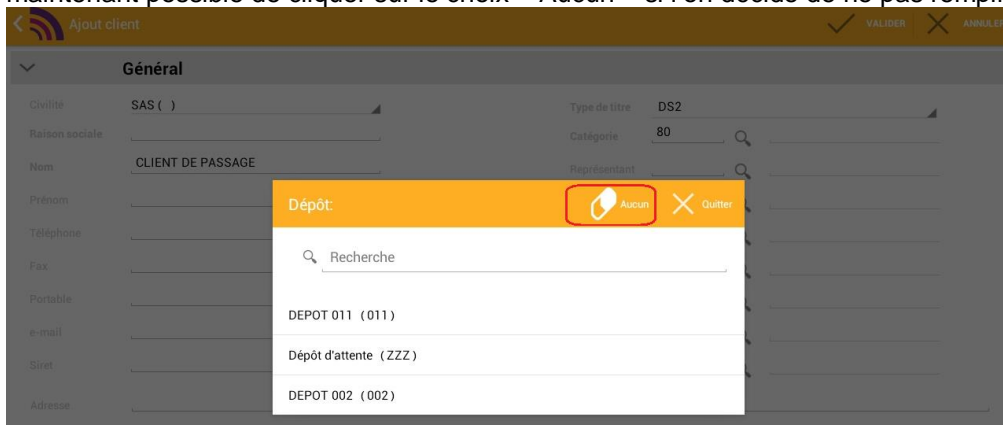 maintenant possible de cliquer sur le choix « Aucun » si l'on décide de ne pas rempli
Ajout client
VALIDER
ANNULER
Général
Civilité SAS ( )
Type de titre DS2
Raison sociale
Catégorie 80
Nom CLIENT DE PASSAGE
Représentant
Prénom
Dépôt:
Aucun
Quitter
Téléphone
Recherche
Fax
Portable
DEPOT 011 (011)
e-mail
Dépôt d'attente (ZZZ)
Siret
DEPOT 002 (002)
Adresse